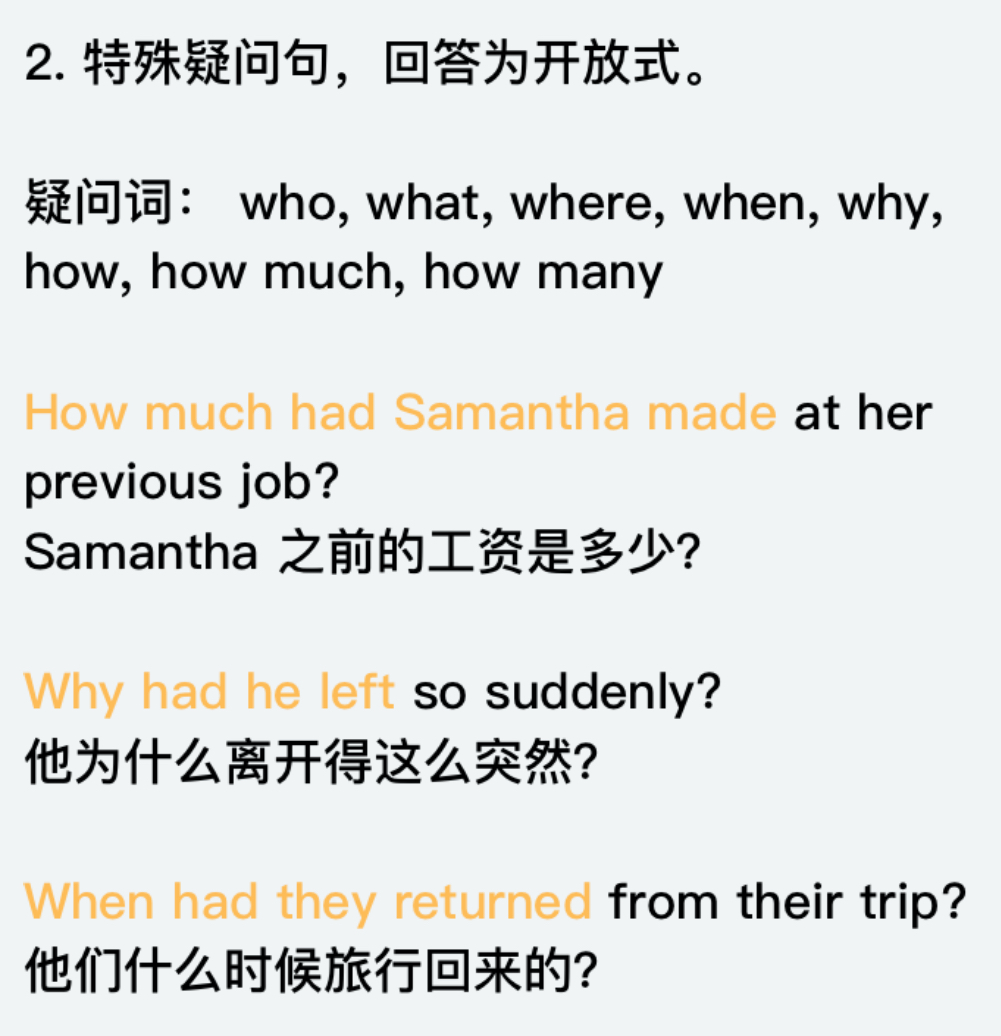 2. 特殊疑问句，回答为开放式。
疑问词： who, what, where, when, why,
how, how much, how many
How much had Samantha made at her
previous job?
Samantha 之前的工资是多少?
Why had he left so suddenly?
他为什么离开得这么突然?
When had they returned from their trip?
他们什么时候旅行回来的?